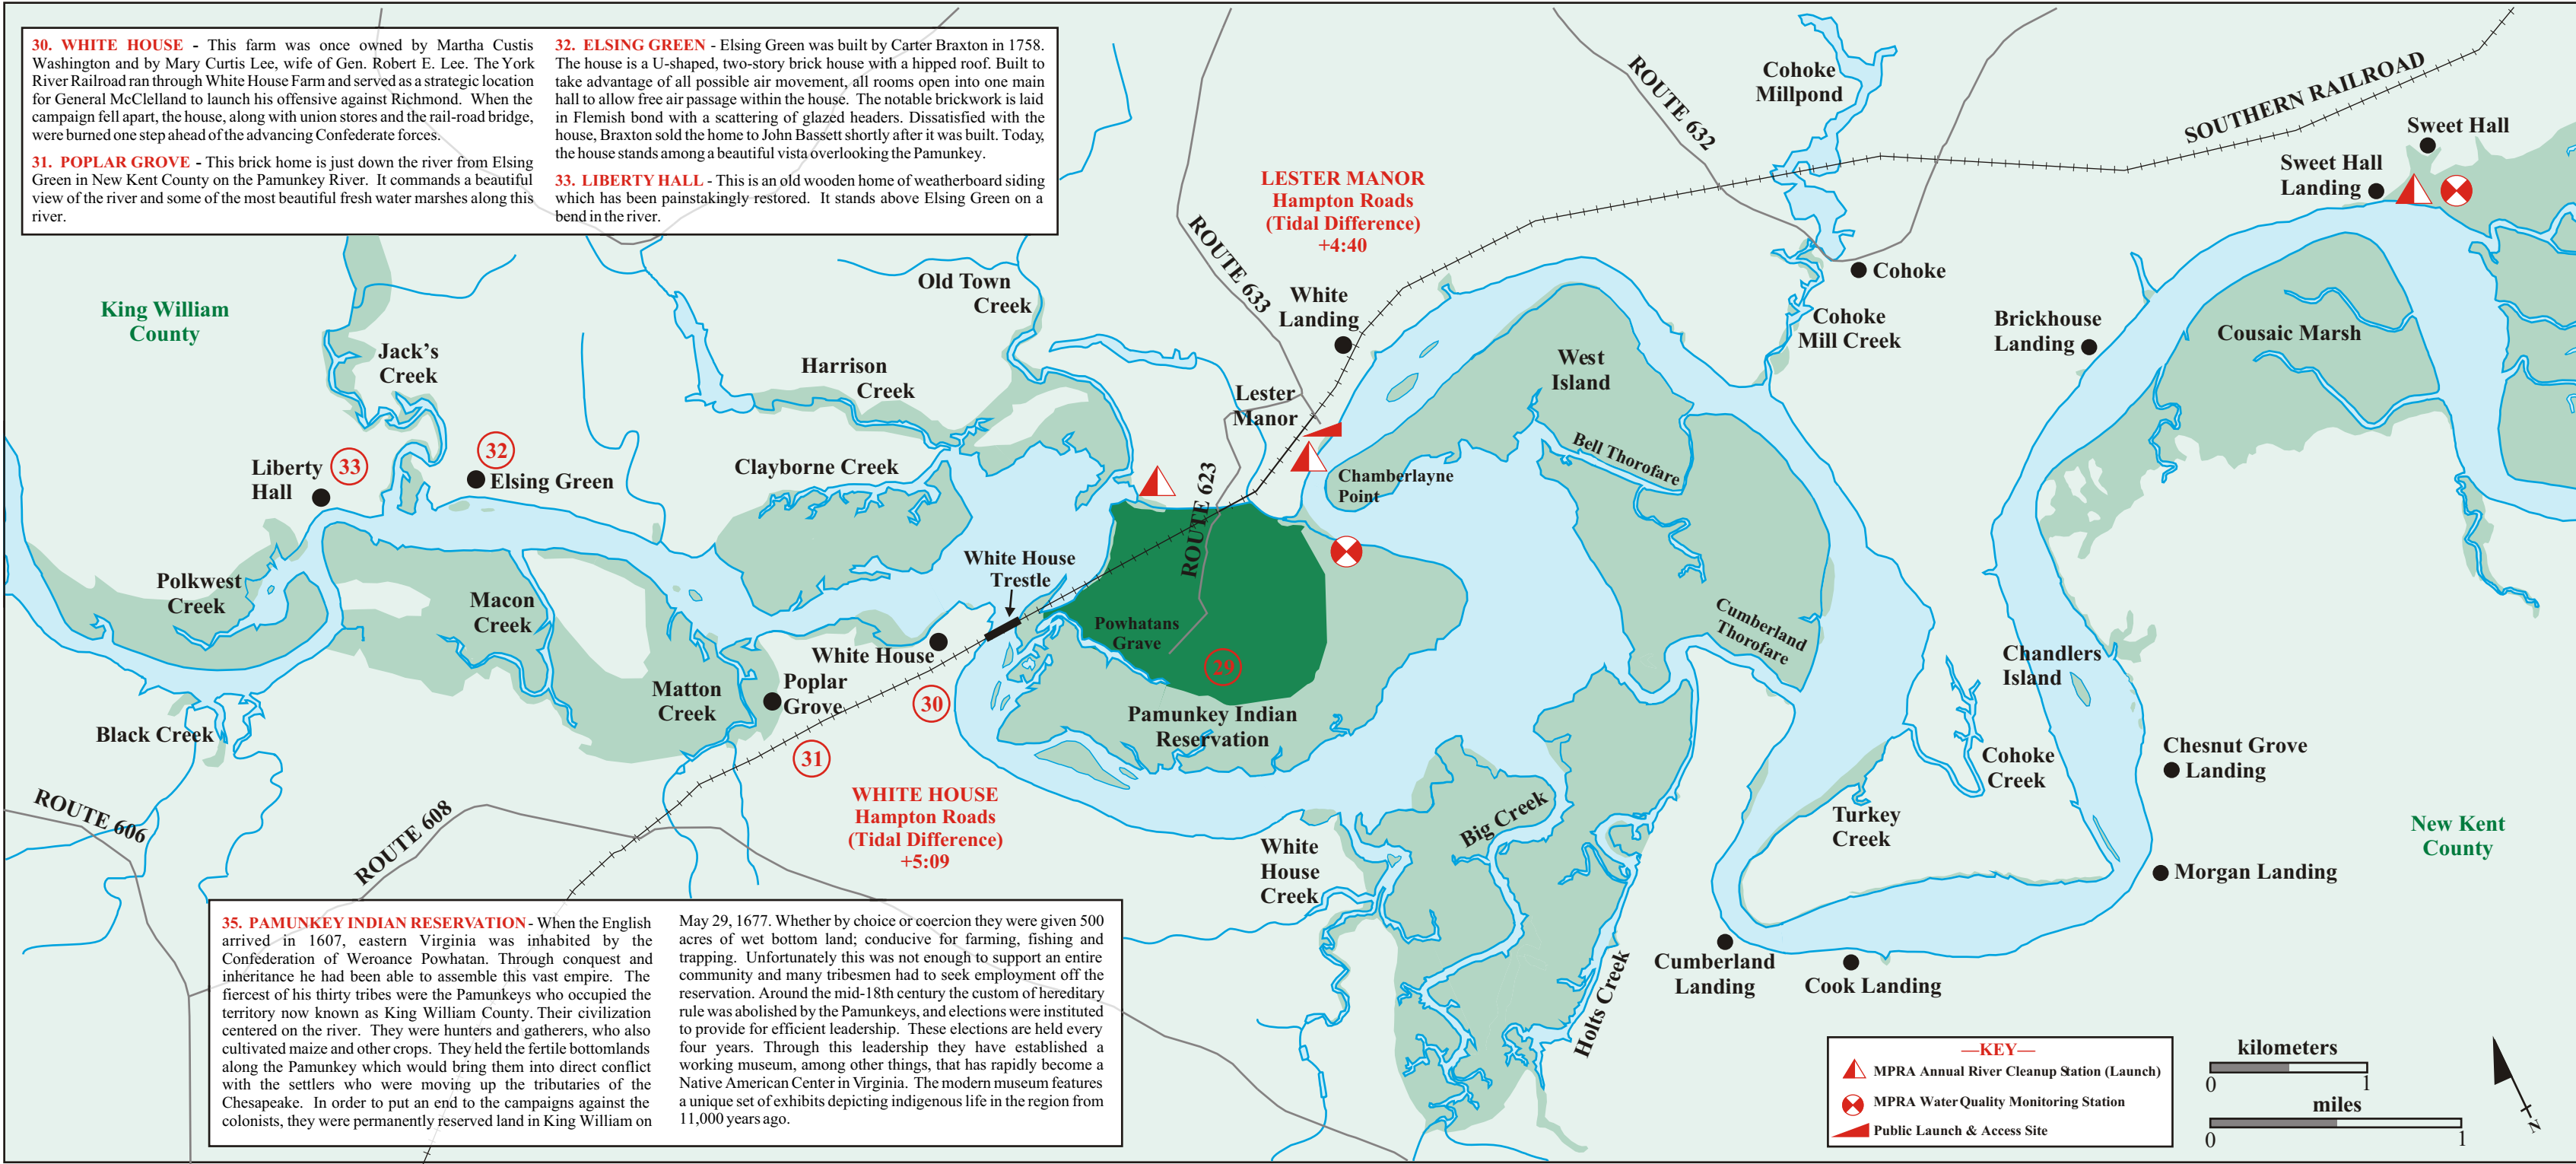 30. WHITE HOUSE - This farm was once owned by Martha Custis
Washington and by Mary Curtis Lee, wife of Gen. Robert E. Lee. The York
River Railroad ran through White House Farm and served as a strategic location
for General McClelland to launch his offensive against Richmond. When the
campaign fell apart, the house, along with union stores and the rail-road bridge,
were burned one step ahead of the advancing Confederate forces.
31. POPLAR GROVE - This brick home is just down the river from Elsing
Green in New Kent County on the Pamunkey River. It commands a beautiful
view of the river and some of the most beautiful fresh water marshes along this
river.
32. ELSING GREEN - Elsing Green was built by Carter Braxton in 1758.
The house is a U-shaped, two-story brick house with a hipped roof. Built to
take advantage of all possible air movement, all rooms open into one main
hall to allow free air passage within the house. The notable brickwork is laid
in Flemish bond with a scattering of glazed headers. Dissatisfied with the
house, Braxton sold the home to John Bassett shortly after it was built. Today,
the house stands among a beautiful vista overlooking the Pamunkey.
33. LIBERTY HALL - This is an old wooden home of weatherboard siding
which has been painstakingly restored. It stands above Elsing Green on a
bend in the river.
King William
County
Jack's
Creek
Liberty
Hall
33
32
Elsing Green
Polkwest
Creek
Black Creek
Macon
Creek
Matton
Creek
ROUTE 606
ROUTE 608
Old Town
Creek
Harrison
Creek
Clayborne Creek
White House
Trestle
White House
Poplar
Grove
30
31
WHITE HOUSE
Hampton Roads
(Tidal Difference)
+5:09
LESTER MANOR
Hampton Roads
(Tidal Difference)
+4:40
ROUTE 633
White
Landing
Lester
Manor
ROUTE 623
Chamberlayne
Point
Powhatans
Grave
29
Pamunkey Indian
Reservation
West
Island
Bell Thorofare
Cumberland
Thorofare
White
House
Creek
Big Creek
Holts Creek
ROUTE 632
Cohoke
Millpond
Cohoke
Cohoke
Mill Creek
SOUTHERN RAILROAD
Sweet Hall
Sweet Hall
Landing
Brickhouse
Landing
Cousaic Marsh
Chandlers
Island
Cohoke
Creek
Turkey
Creek
Chesnut Grove
Landing
Morgan Landing
New Kent
County
Cumberland
Landing
Cook Landing
35. PAMUNKEY INDIAN RESERVATION - When the English
arrived in 1607, eastern Virginia was inhabited by the
Confederation of Weroance Powhatan. Through conquest and
inheritance he had been able to assemble this vast empire. The
fiercest of his thirty tribes were the Pamunkeys who occupied the
territory now known as King William County. Their civilization
centered on the river. They were hunters and gatherers, who also
cultivated maize and other crops. They held the fertile bottomlands
along the Pamunkey which would bring them into direct conflict
with the settlers who were moving up the tributaries of the
Chesapeake. In order to put an end to the campaigns against the
colonists, they were permanently reserved land in King William on
May 29, 1677. Whether by choice or coercion they were given 500
acres of wet bottom land; conducive for farming, fishing and
trapping. Unfortunately this was not enough to support an entire
community and many tribesmen had to seek employment off the
reservation. Around the mid-18th century the custom of hereditary
rule was abolished by the Pamunkeys, and elections were instituted
to provide for efficient leadership. These elections are held every
four years. Through this leadership they have established a
working museum, among other things, that has rapidly become a
Native American Center in Virginia. The modern museum features
a unique set of exhibits depicting indigenous life in the region from
11,000 years ago.
—KEY—
MPRA Annual River Cleanup Station (Launch)
MPRA Water Quality Monitoring Station
Public Launch & Access Site
kilometers
0 1
miles
0 1
N